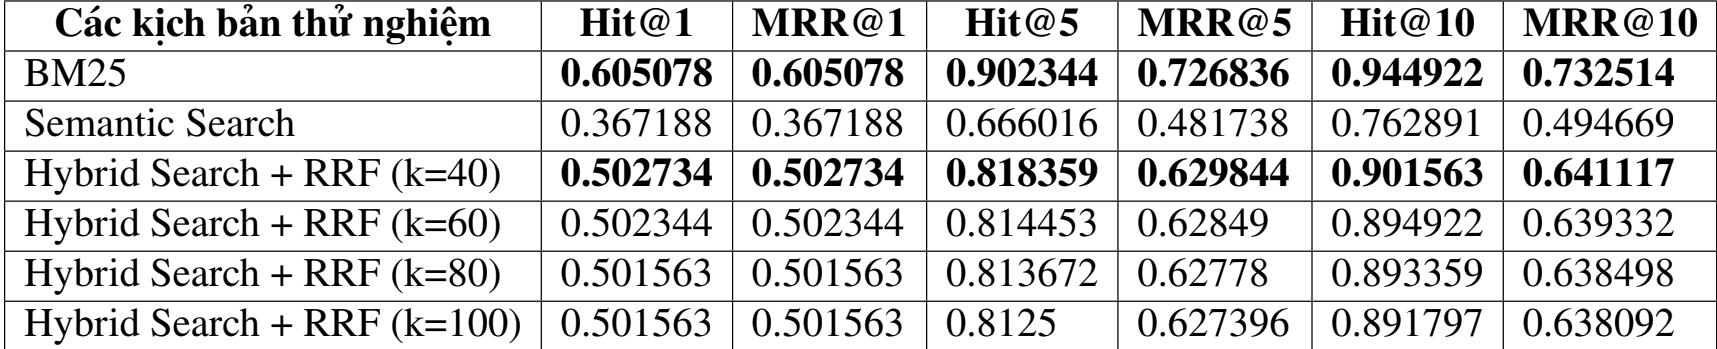 Các kịch bản thử nghiệm Hit@1 MRR@1 Hit@5 MRR@5 Hit@10 MRR@10
BM25 0.605078 0.605078 0.902344 0.726836 0.944922 0.732514
Semantic Search 0.367188 0.367188 0.666016 0.481738 0.762891 0.494669
Hybrid Search + RRF (k=40) 0.502734 0.502734 0.818359 0.629844 0.901563 0.641117
Hybrid Search + RRF (k=60) 0.502344 0.502344 0.814453 0.62849 0.894922 0.639332
Hybrid Search + RRF (k=80) 0.501563 0.501563 0.813672 0.62778 0.893359 0.638498
Hybrid Search + RRF (k=100) 0.501563 0.501563 0.8125 0.627396 0.891797 0.638092